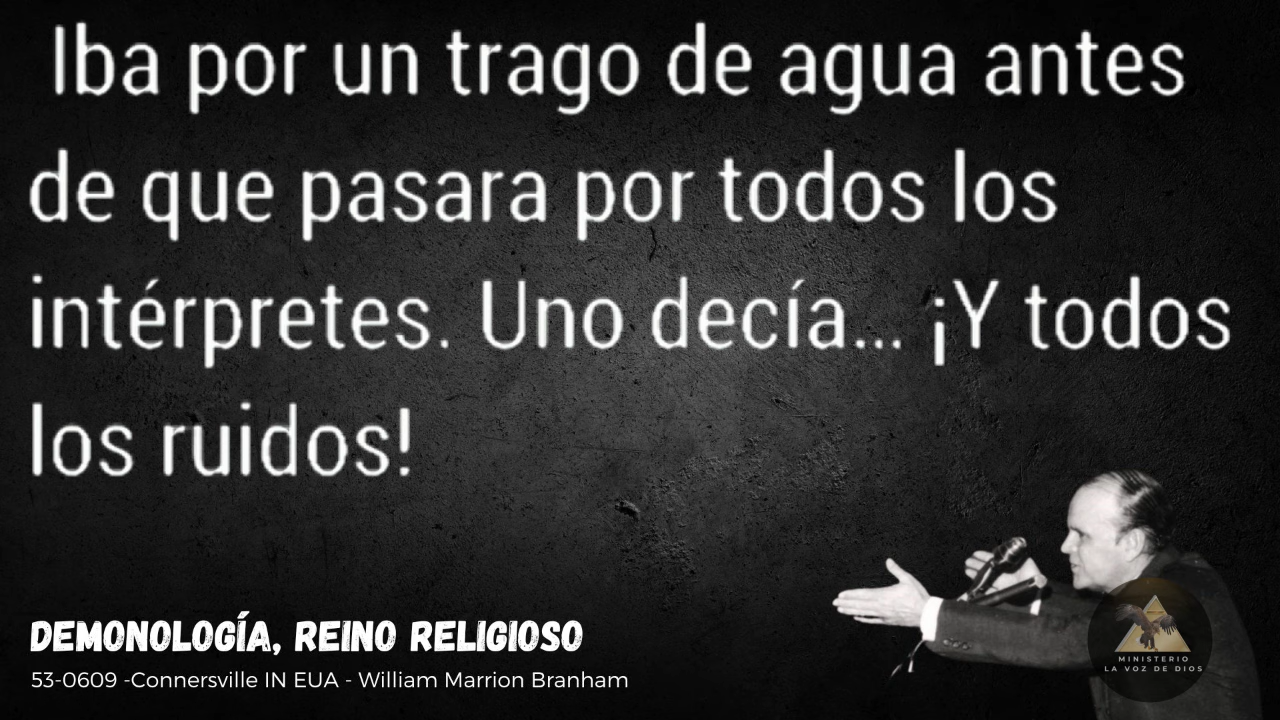 Iba por un trago de agua antes
de que pasara por todos los
intérpretes. Uno decía... ¡Y todos
los ruidos!
DEMONOLOGÍA, REINO RELIGIOSO
53-0609 -Connersville IN EUA - William Marrion Branham
MINISTERIO
LA VOZ DE DIOS